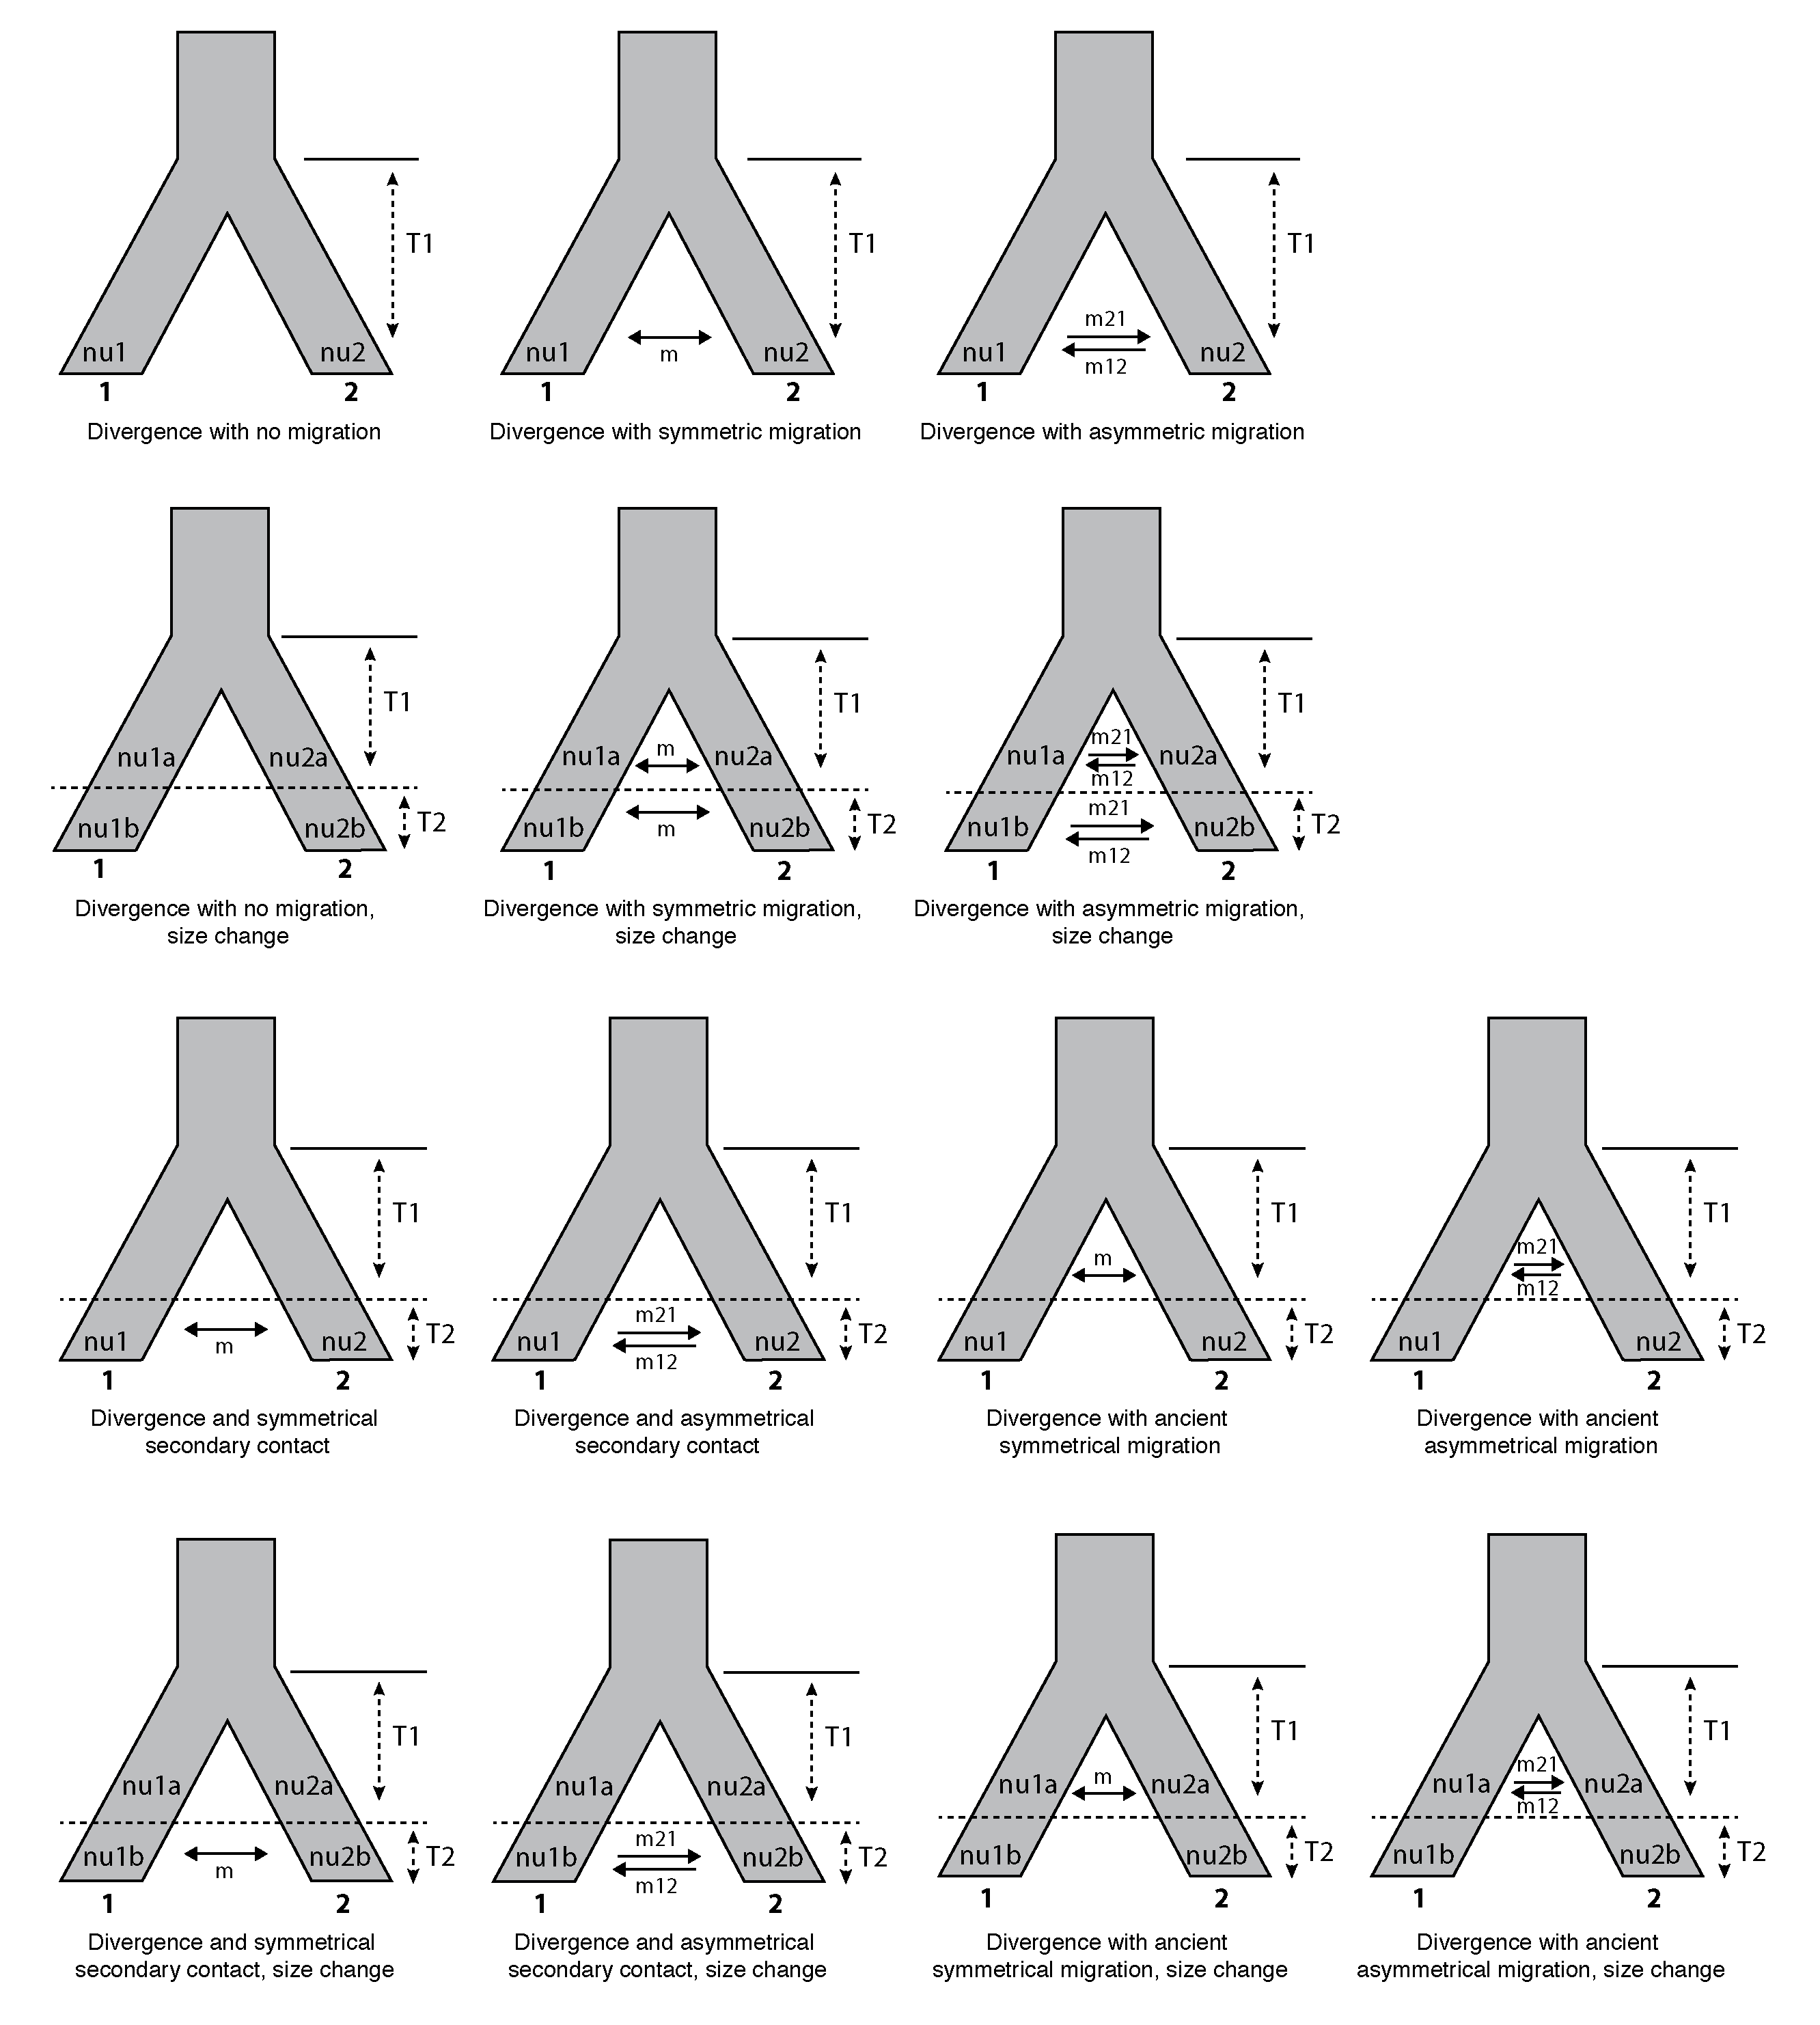 T1
nu1
nu2
1
2
Divergence with no migration
T1
nu1
m
nu2
1
2
Divergence with symmetric migration
T1
m21
nu1
m12
nu2
1
2
Divergence with asymmetric migration
T1
nu1a
nu2a
nu1b
nu2b
T2
1
2
Divergence with no migration,
size change
T1
nu1a
m
nu2a
nu1b
m
nu2b
T2
1
2
Divergence with symmetric migration,
size change
T1
m21
nu1a
nu2a
m12
m21
nu1b
nu2b
T2
m12
1
2
Divergence with asymmetric migration,
size change
T1
nu1
m
nu2
T2
1
2
Divergence and symmetrical
secondary contact
T1
m21
nu1
nu2
T2
m12
1
2
Divergence and asymmetrical
secondary contact
T1
m
nu1
nu2
T2
1
2
Divergence with ancient
symmetrical migration
T1
m21
m12
nu1
nu2
T2
1
2
Divergence with ancient
asymmetrical migration
T1
nu1a
nu2a
nu1b
m
nu2b
T2
1
2
Divergence and symmetrical
secondary contact, size change
T1
nu1a
nu2a
m21
nu1b
nu2b
T2
m12
1
2
Divergence and asymmetrical
secondary contact, size change
T1
nu1a
m
nu2a
nu1b
nu2b
T2
1
2
Divergence with ancient
symmetrical migration, size change
T1
m21
nu1a
nu2a
m12
nu1b
nu2b
T2
1
2
Divergence with ancient
asymmetrical migration, size change